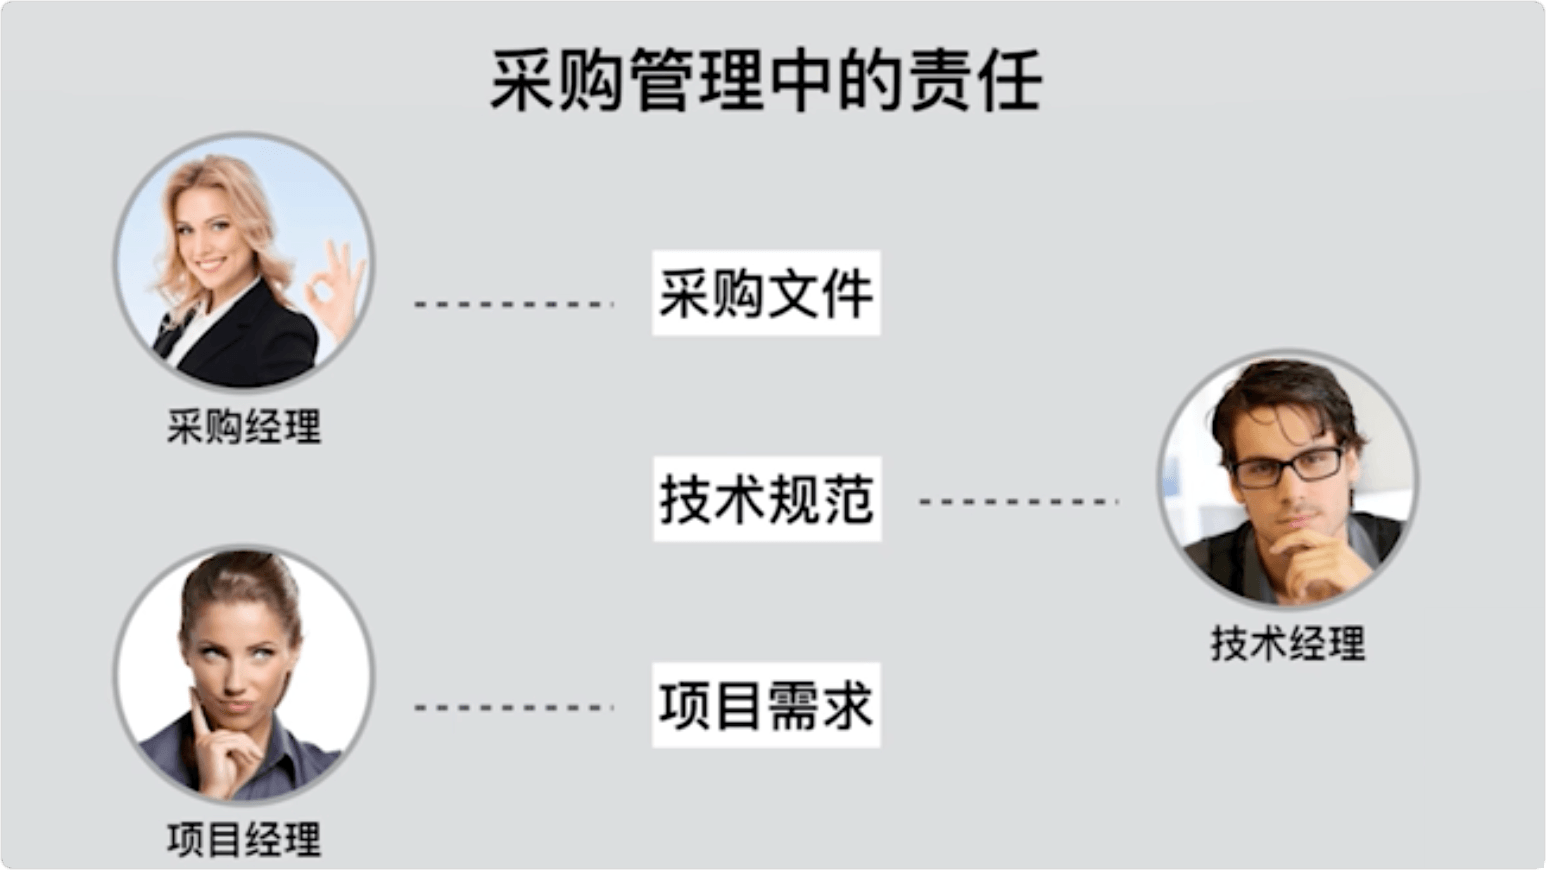 采购管理中的责任
采购文件
采购经理
技术规范
技术经理
项目需求
项目经理